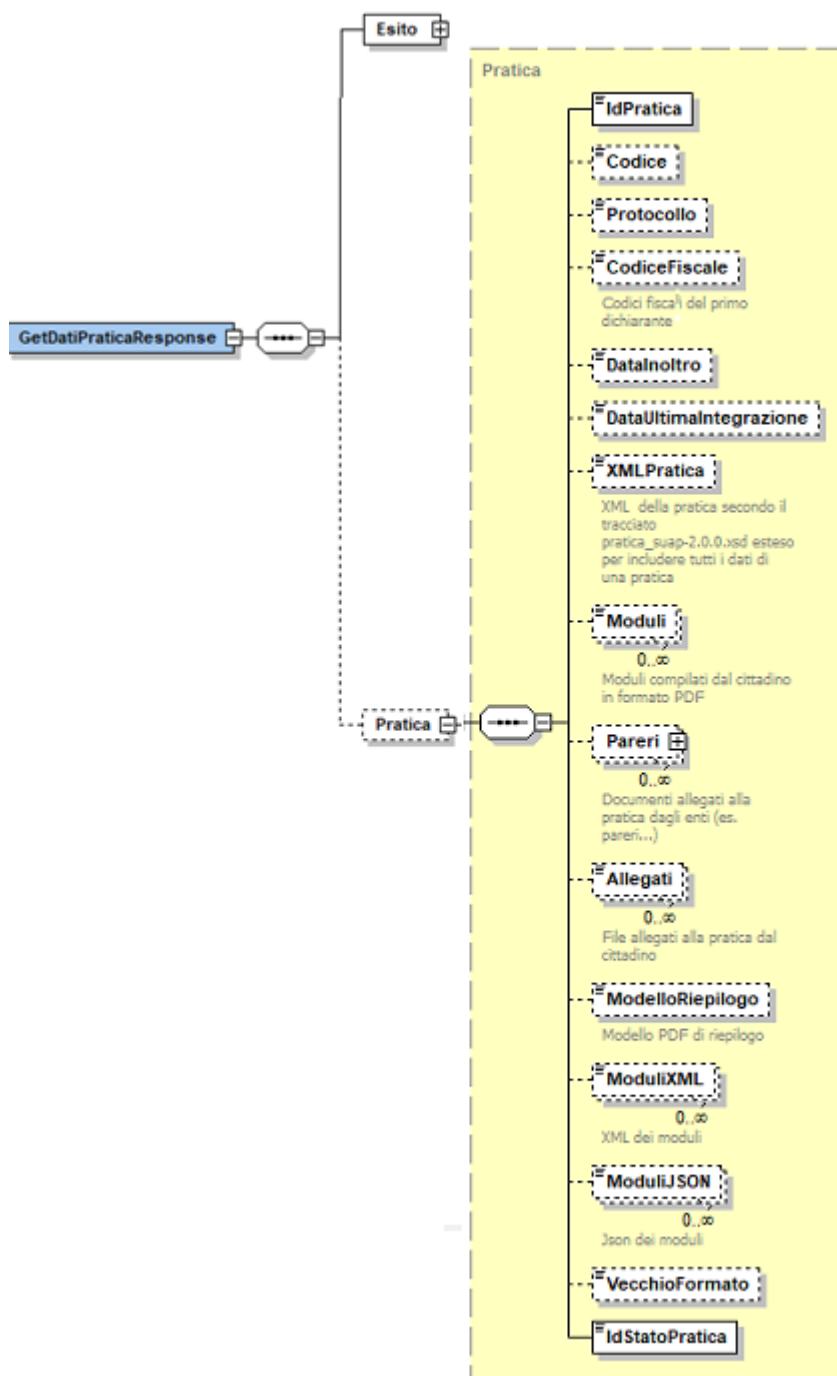 Esito
Pratica
IdPratica
Codice
Protocollo
CodiceFiscale
Codici fiscali del primo
dichiarante
GetDatiPraticaResponse
DataInoltro
DataUltimaIntegrazione
XMLPratica
XML della pratica secondo il
tracciato
pratica_suap-2.0.0.xsd esteso
per includere tutti i dati di
una pratica
Moduli
0..∞
Moduli compilati dal cittadino
in formato PDF
Pratica
Pareri
0..∞
Documenti allegati alla
pratica dagli enti (es.
pareri...)
Allegati
0..∞
File allegati alla pratica dal
cittadino
ModelloRiepilogo
Modello PDF di riepilogo
ModuliXML
0..∞
XML dei moduli
ModuliJSON
0..∞
Json dei moduli
VecchioFormato
IdStatoPratica